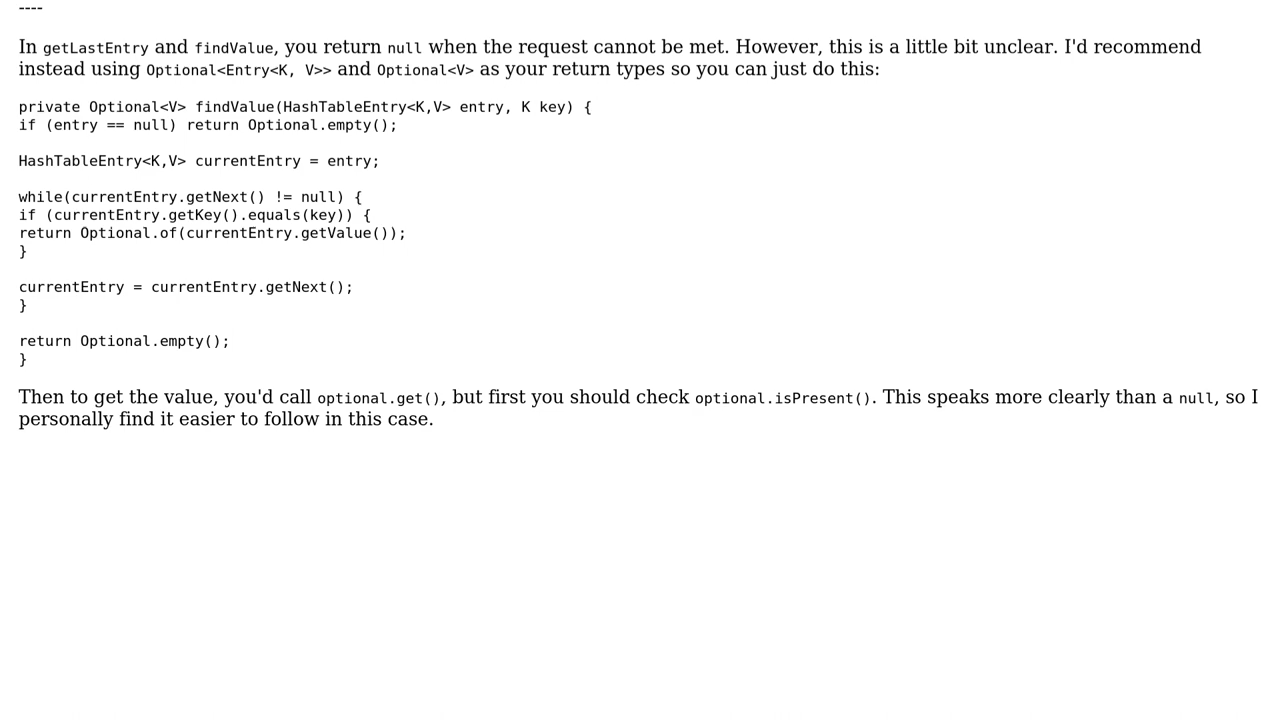 ----
In getLastEntry and findValue, you return null when the request cannot be met. However, this is a little bit unclear. I'd recommend
instead using Optional<Entry<K, V>> and Optional<V> as your return types so you can just do this:
private Optional<V> findValue(HashTableEntry<K,V> entry, K key) {
if (entry == null) return Optional.empty();
HashTableEntry<K,V> currentEntry = entry;
while(currentEntry.getNext() != null) {
if (currentEntry.getKey().equals(key)) {
return Optional.of(currentEntry.getValue());
}
currentEntry = currentEntry.getNext();
}
return Optional.empty();
}
Then to get the value, you'd call optional.get(), but first you should check optional.isPresent(). This speaks more clearly than a null, so I
personally find it easier to follow in this case.